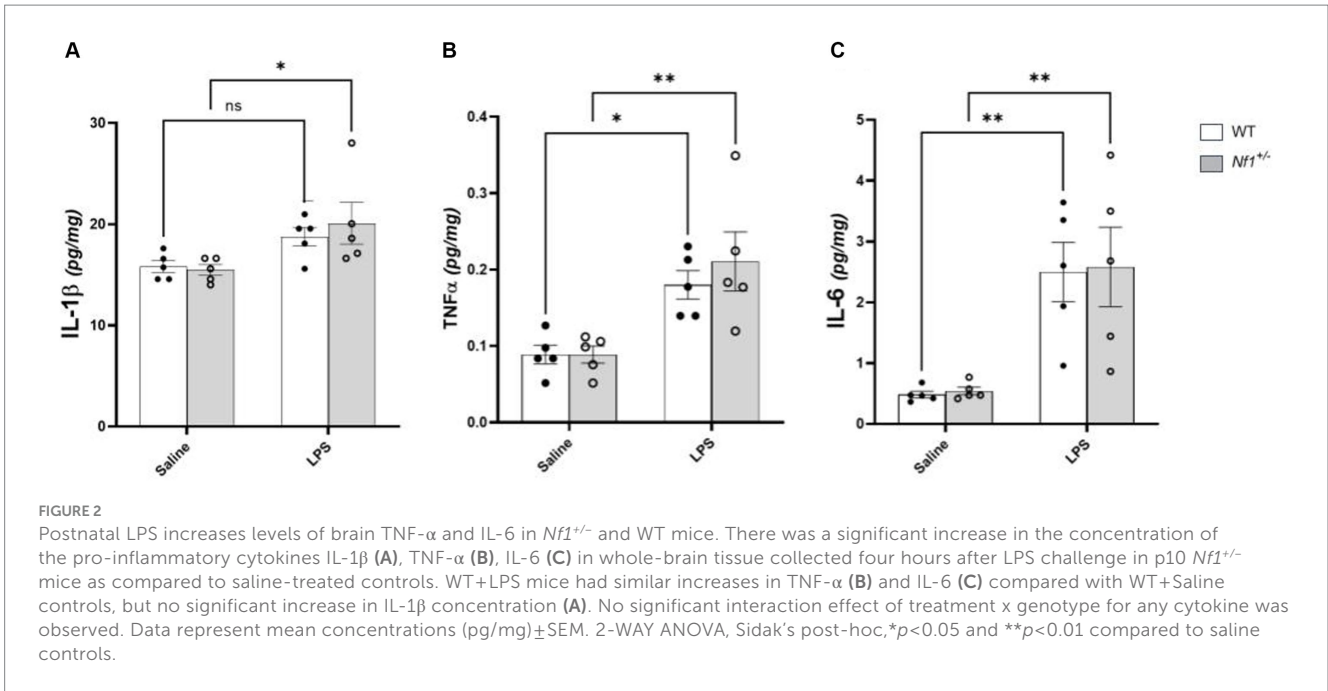 A
B
C
*
ns
**
*
**
**
WT
Nf1+/-
30
20
10
0
IL-1β (pg/mg)
Saline
LPS
0.4
0.3
0.2
0.1
0.0
TNFα (pg/mg)
Saline
LPS
5
4
3
2
1
0
IL-6 (pg/mg)
Saline
LPS
FIGURE 2
Postnatal LPS increases levels of brain TNF-α and IL-6 in Nf1+/− and WT mice. There was a significant increase in the concentration of
the pro-inflammatory cytokines IL-1β (A), TNF-α (B), IL-6 (C) in whole-brain tissue collected four hours after LPS challenge in p10 Nf1+/−
mice as compared to saline-treated controls. WT+LPS mice had similar increases in TNF-α (B) and IL-6 (C) compared with WT+Saline
controls, but no significant increase in IL-1β concentration (A). No significant interaction effect of treatment x genotype for any cytokine was
observed. Data represent mean concentrations (pg/mg)±SEM. 2-WAY ANOVA, Sidak's post-hoc,*p<0.05 and **p<0.01 compared to saline
controls.